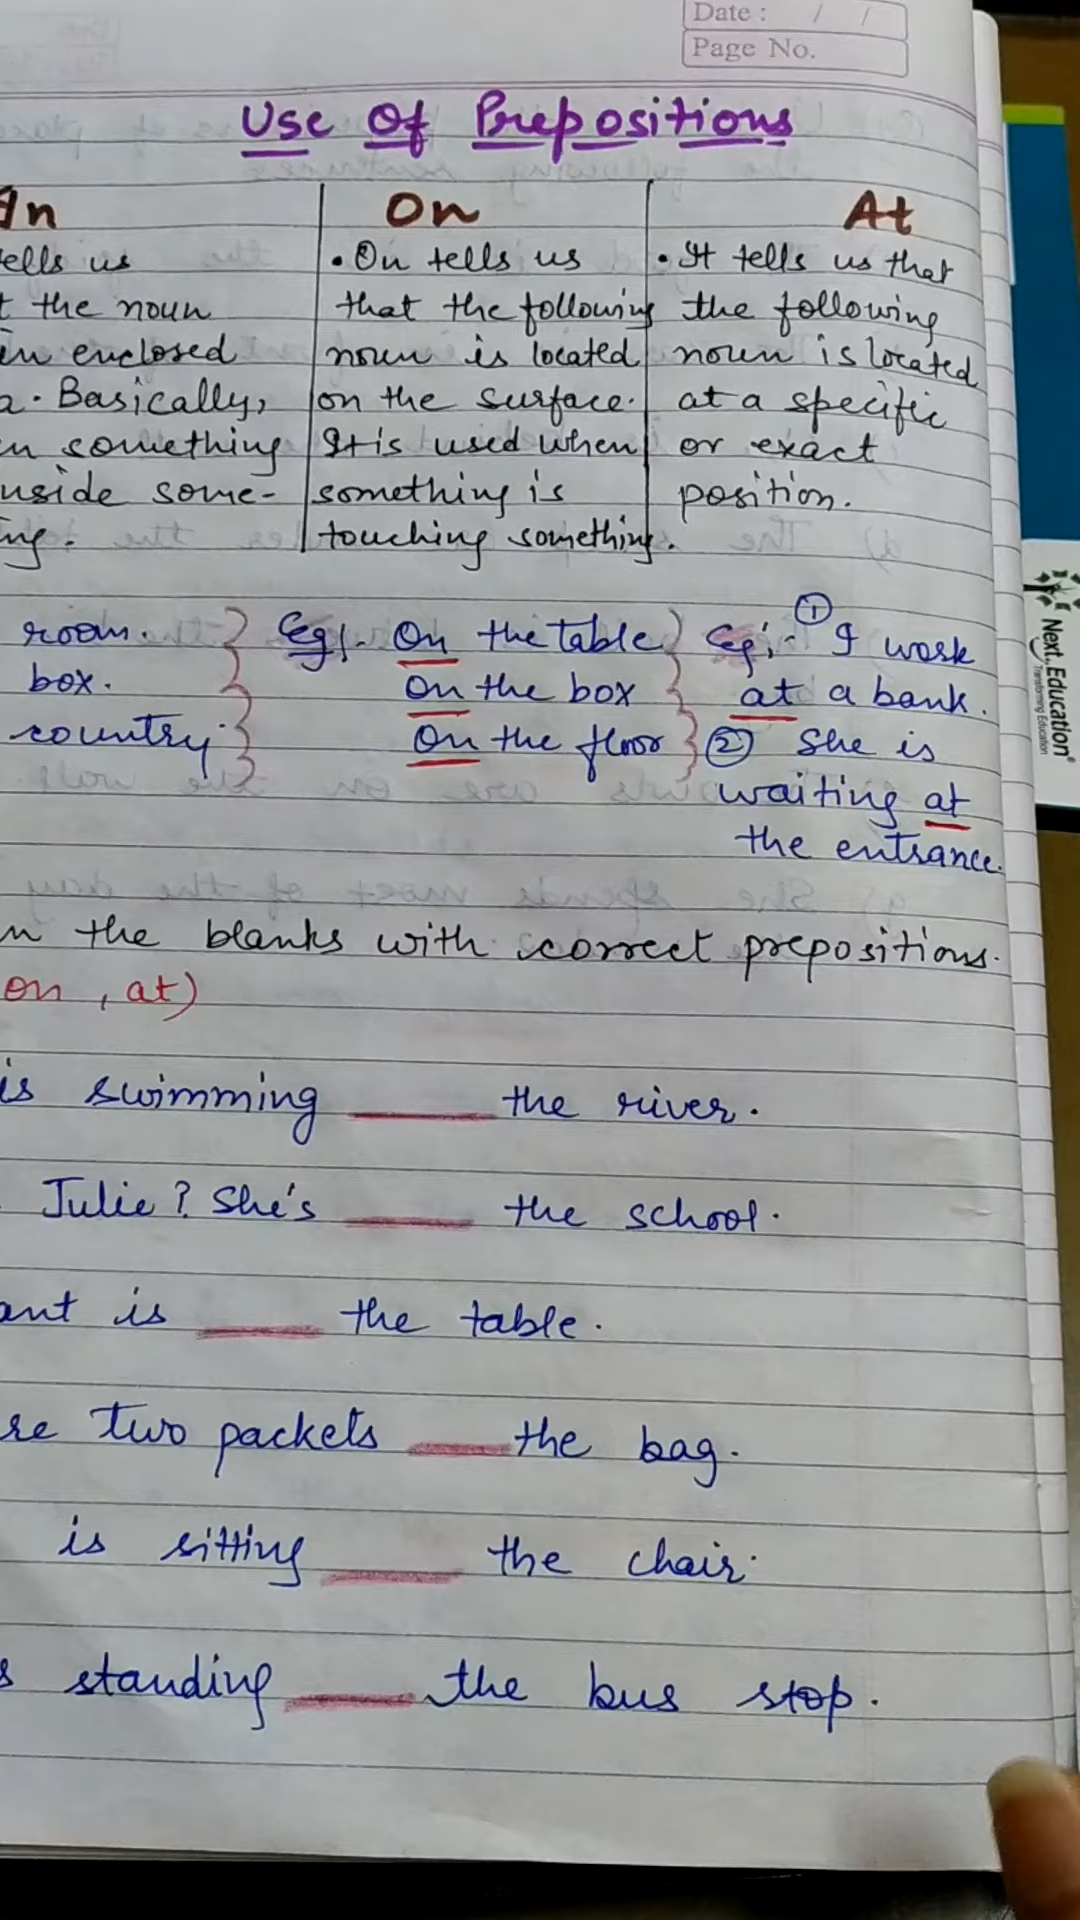 Date : / /
Page No.
Use Of Prepositions
In
On
At
tells us
the noun
in enclosed
Basically,
something
some-
• On tells us
that the following
noun is located
on the surface.
It is used when
something is
touching something.
• It tells us that
the following
noun is located
at a specific
or exact
position.
room.
box.
country.
Eg:- On the table
On the box
On the floor
Eg:- ① I work
at a bank.
② She is
waiting at
the entrance.
the blanks with correct prepositions.
on, at)
is swimming ___ the river.
Julie? She's ___ the school.
is ___ the table.
two packets ___ the bag.
is sitting ___ the chair.
standing ___ the bus stop.
Next Education®
Transforming Education